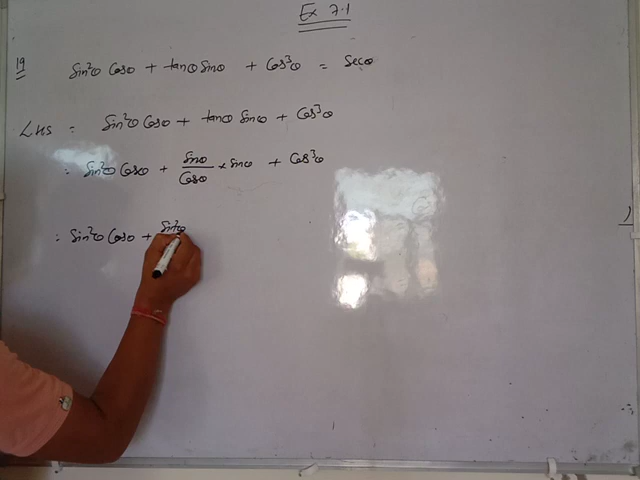 Ex 7.1
19 Sin²θ Cosθ + tanθ Sinθ + Cos³θ = Secθ
LHS = Sin²θ Cosθ + tanθ Sinθ + Cos³θ
= Sin²θ Cosθ + Sinθ/Cosθ × Sinθ + Cos³θ
= Sin²θ Cosθ + Sin²θ